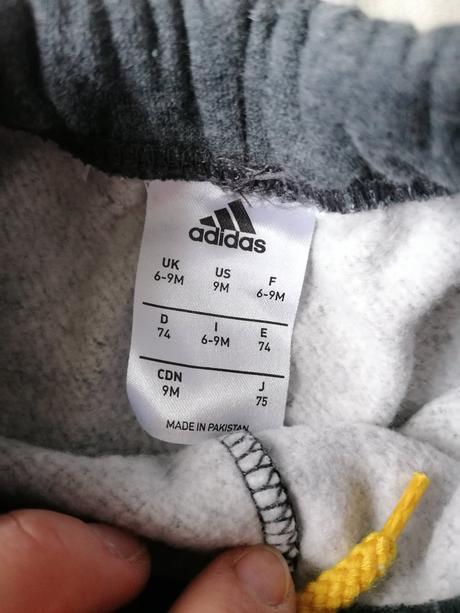 adidas
UK US F
6-9M 9M 6-9M
D I E
74 6-9M 74
CDN J
9M 75
MADE IN PAKISTAN